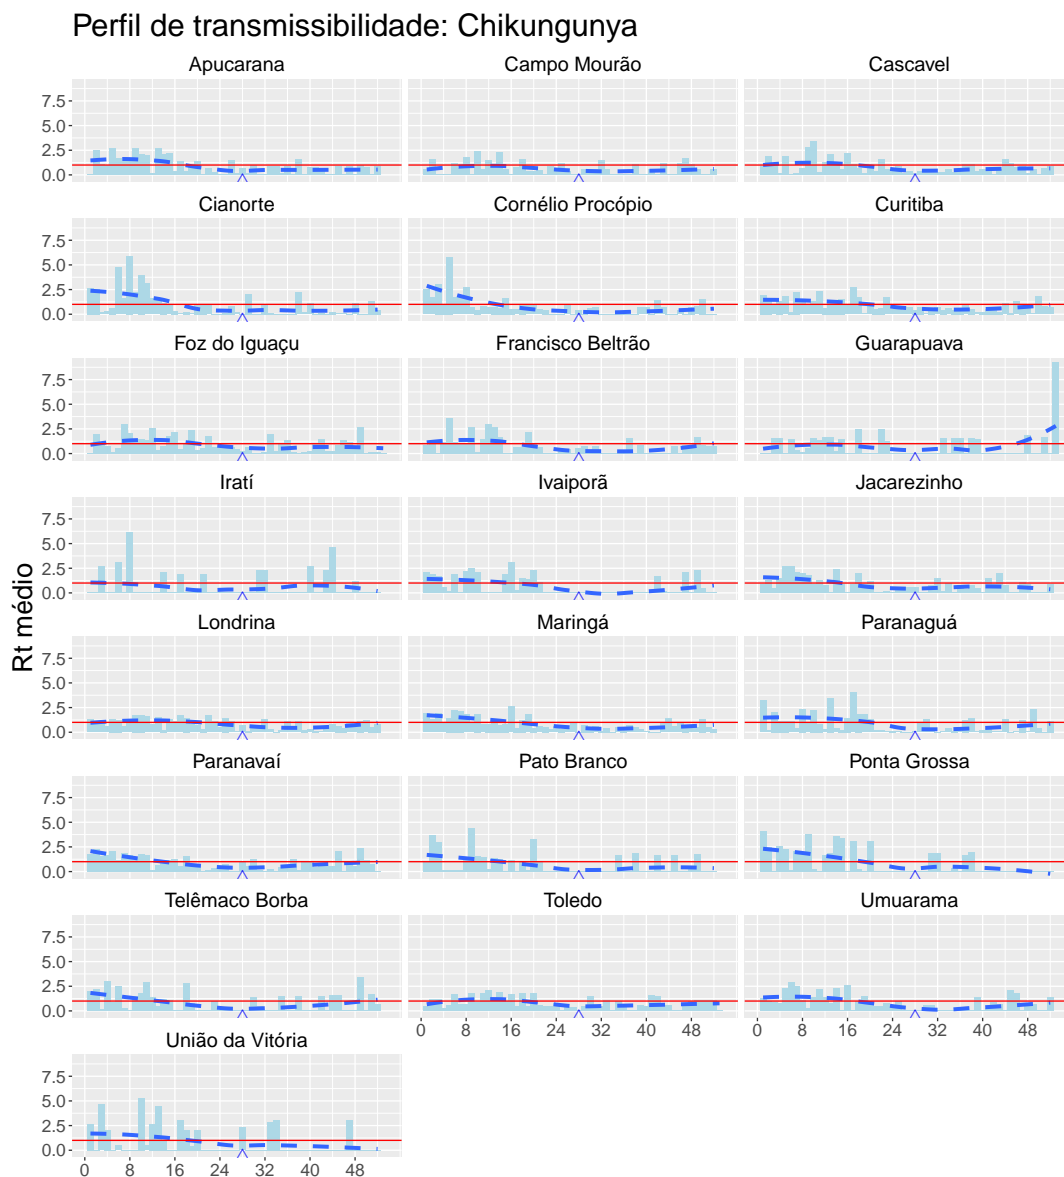 Perfil de transmissibilidade: Chikungunya
Apucarana Campo Mourão Cascavel
7.5
5.0
2.5
0.0
Cianorte Cornélio Procópio Curitiba
7.5
5.0
2.5
0.0
Foz do Iguaçu Francisco Beltrão Guarapuava
7.5
5.0
2.5
0.0
Iratí Ivaiporã Jacarezinho
7.5
5.0
2.5
0.0
Rt médio
Londrina Maringá Paranaguá
7.5
5.0
2.5
0.0
Paranavaí Pato Branco Ponta Grossa
7.5
5.0
2.5
0.0
Telêmaco Borba Toledo Umuarama
7.5
5.0
2.5
0.0
0 8 16 24 32 40 48 0 8 16 24 32 40 48
União da Vitória
7.5
5.0
2.5
0.0
0 8 16 24 32 40 48